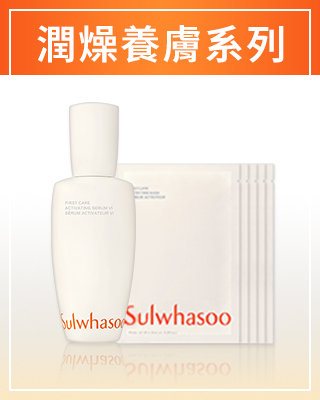 潤燥養膚系列
FIRST CARE
ACTIVATING SERUM VI
SÉRUM ACTIVATEUR VI
Sulwhasoo
Sulwhasoo